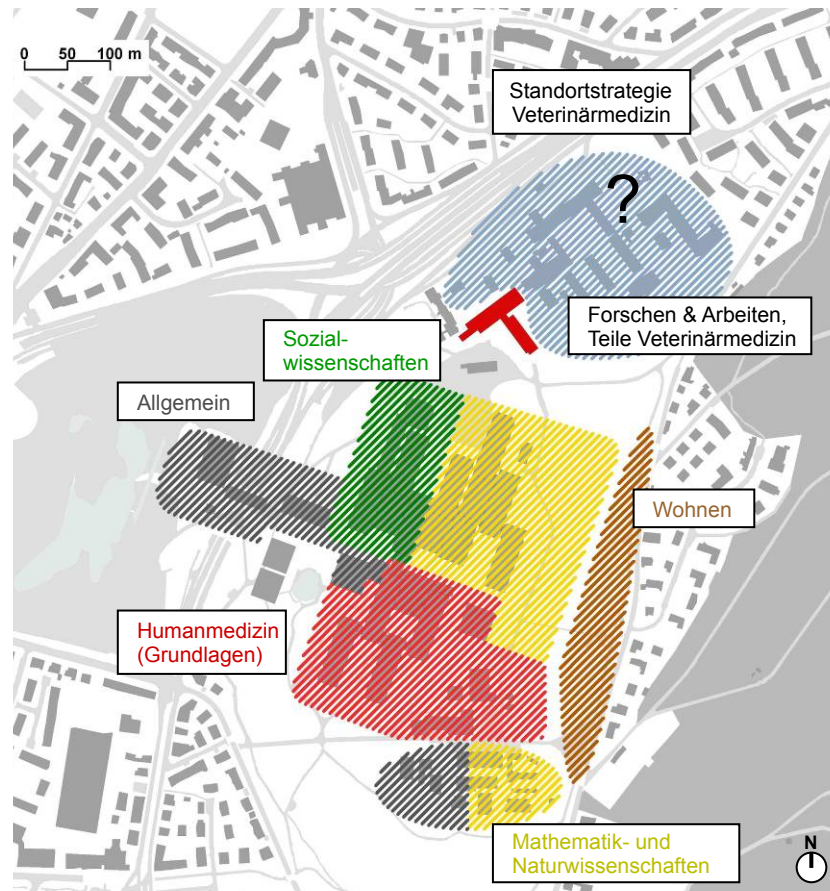 0 50 100 m
Standortstrategie
Veterinärmedizin
?
Forschen & Arbeiten,
Teile Veterinärmedizin
Sozial-
wissenschaften
Allgemein
Wohnen
Humanmedizin
(Grundlagen)
Mathematik- und
Naturwissenschaften
N